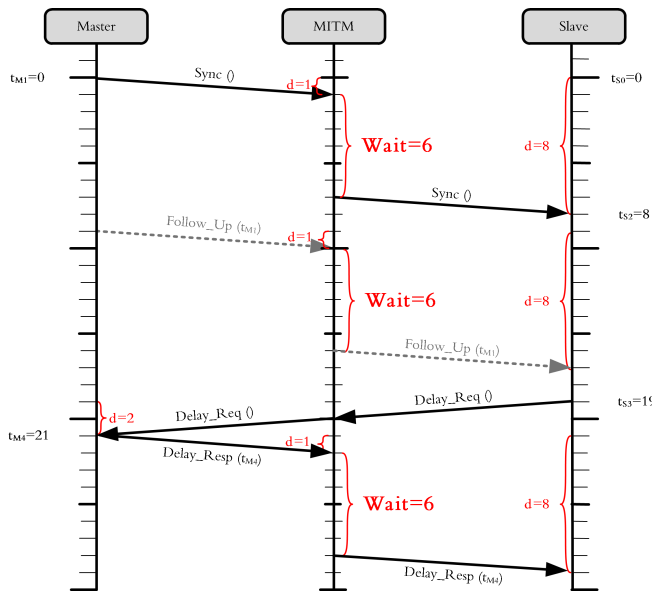 Master
MITM
Slave
tM1=0
Sync ()
d=1
tS0=0
Wait=6
d=8
Sync ()
tS2=8
Follow_Up (tM1)
d=1
Wait=6
d=8
Follow_Up (tM1)
Delay_Req ()
tS3=19
d=2
Delay_Req ()
tM4=21
d=1
Delay_Resp (tM4)
Wait=6
d=8
Delay_Resp (tM4)